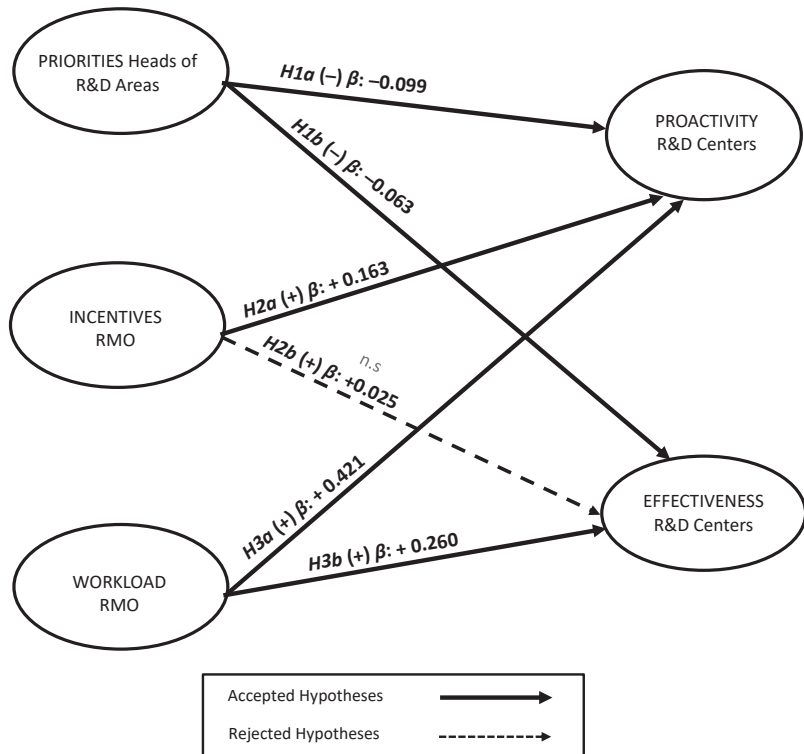 PRIORITIES Heads of
R&D Areas
H1a (–) β: –0.099
PROACTIVITY
R&D Centers
H1b (–) β: –0.063
INCENTIVES
RMO
H2a (+) β: + 0.163
n.s
H2b (+) β: +0.025
H3a (+) β: + 0.421
EFFECTIVENESS
R&D Centers
WORKLOAD
RMO
H3b (+) β: + 0.260
Accepted Hypotheses
Rejected Hypotheses